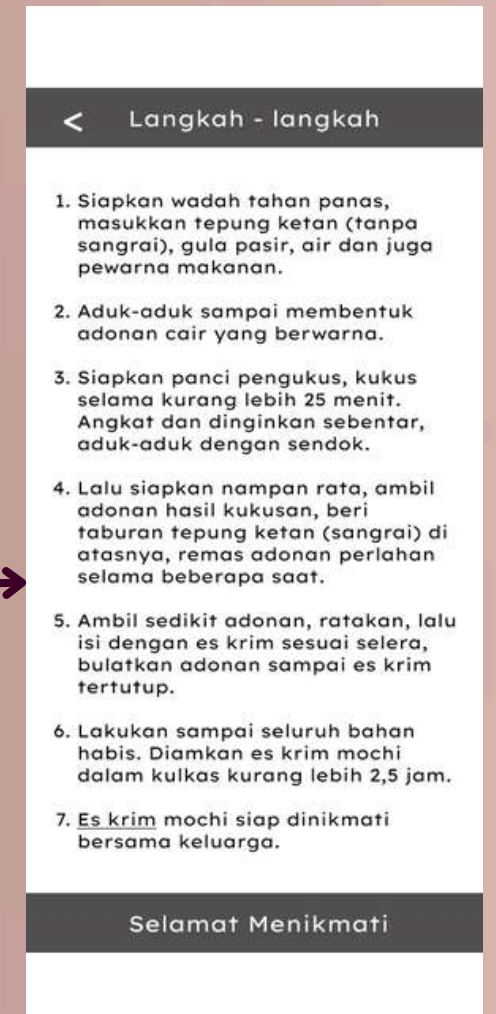 < Langkah - langkah
1. Siapkan wadah tahan panas,
masukkan tepung ketan (tanpa
sangrai), gula pasir, air dan juga
pewarna makanan.
2. Aduk-aduk sampai membentuk
adonan cair yang berwarna.
3. Siapkan panci pengukus, kukus
selama kurang lebih 25 menit.
Angkat dan dinginkan sebentar,
aduk-aduk dengan sendok.
4. Lalu siapkan nampan rata, ambil
adonan hasil kukusan, beri
taburan tepung ketan (sangrai) di
atasnya, remas adonan perlahan
selama beberapa saat.
5. Ambil sedikit adonan, ratakan, lalu
isi dengan es krim sesuai selera,
bulatkan adonan sampai es krim
tertutup.
6. Lakukan sampai seluruh bahan
habis. Diamkan es krim mochi
dalam kulkas kurang lebih 2,5 jam.
7. Es krim mochi siap dinikmati
bersama keluarga.
Selamat Menikmati